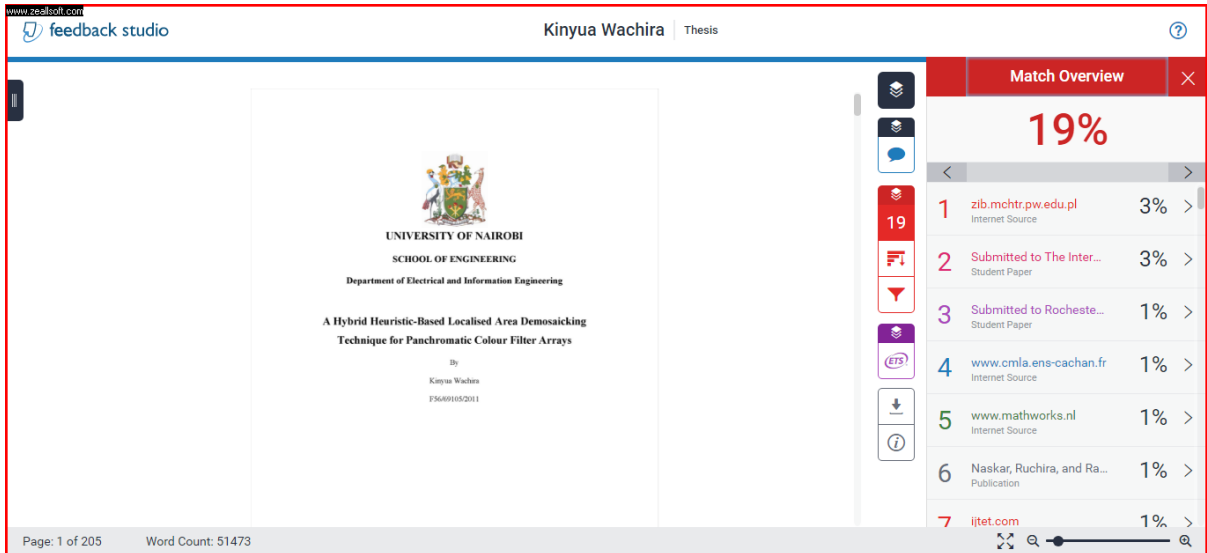 www.zeallsoft.com
feedback studio
Kinyua Wachira Thesis
?
Match Overview
19%
UNIVERSITY OF NAIROBI
SCHOOL OF ENGINEERING
Department of Electrical and Information Engineering
A Hybrid Heuristic-Based Localised Area Demosaicking
Technique for Panchromatic Colour Filter Arrays
By
Kinyua Wachira
F56/69105/2011
19
ETS
i
1 zib.mchtr.pw.edu.pl 3%
Internet Source
2 Submitted to The Inter... 3%
Student Paper
3 Submitted to Rocheste... 1%
Student Paper
4 www.cmla.ens-cachan.fr 1%
Internet Source
5 www.mathworks.nl 1%
Internet Source
6 Naskar, Ruchira, and Ra... 1%
Publication
7 ijtet.com 1%
Page: 1 of 205 Word Count: 51473